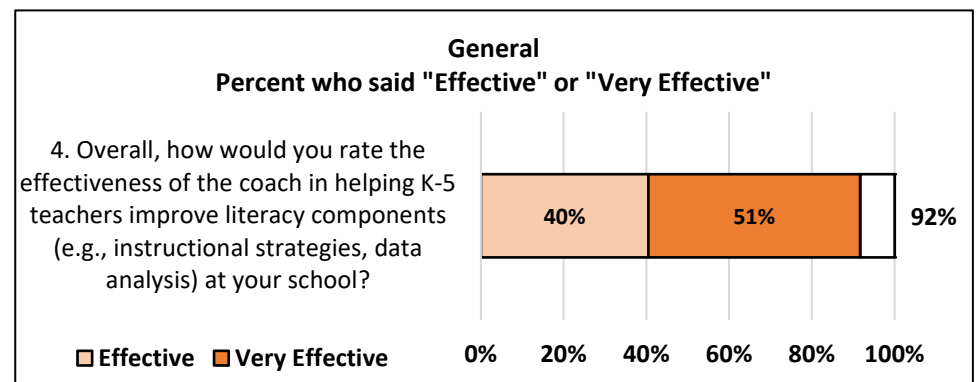 General
Percent who said "Effective" or "Very Effective"
4. Overall, how would you rate the
effectiveness of the coach in helping K-5
teachers improve literacy components
(e.g., instructional strategies, data
analysis) at your school?
40% 51% 92%
Effective Very Effective 0% 20% 40% 60% 80% 100%